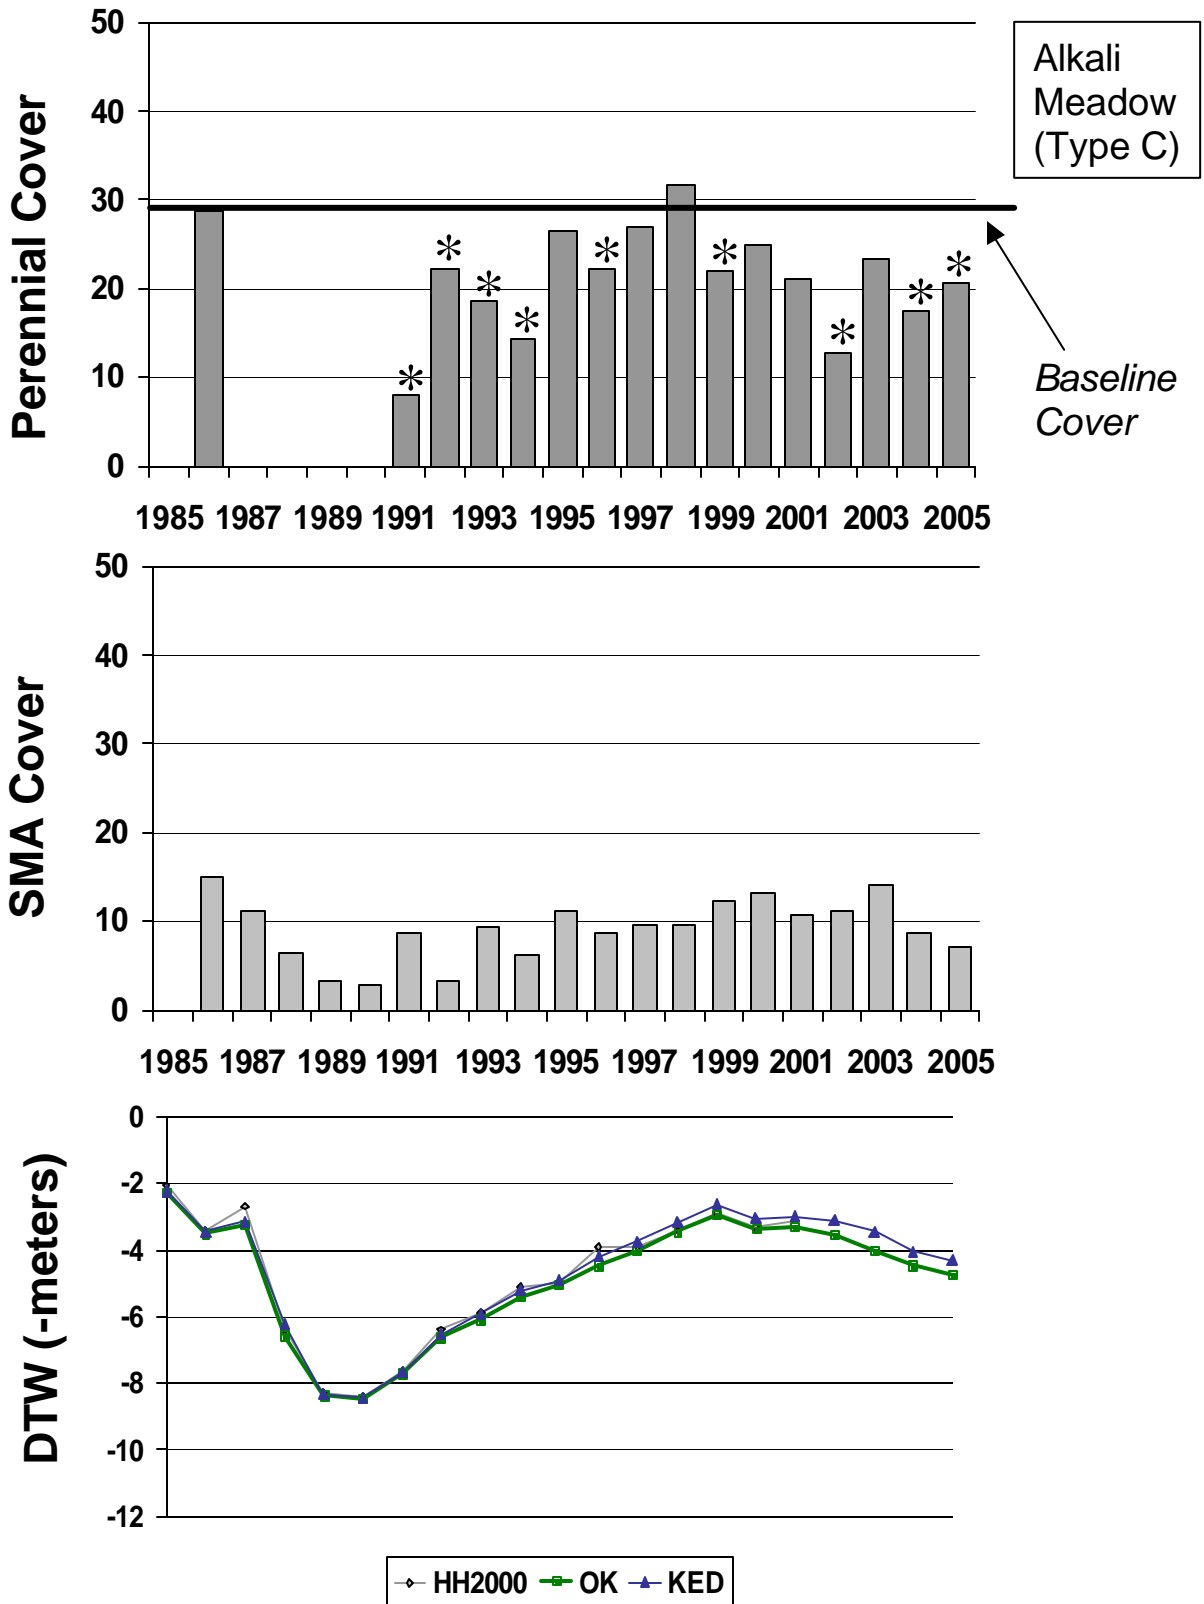 Perennial Cover
50
40
30
20
10
0
* * * * * * * * *
1985 1987 1989 1991 1993 1995 1997 1999 2001 2003 2005
Alkali
Meadow
(Type C)
Baseline
Cover
SMA Cover
50
40
30
20
10
0
1985 1987 1989 1991 1993 1995 1997 1999 2001 2003 2005
DTW (-meters)
0
-2
-4
-6
-8
-10
-12
HH2000 OK KED